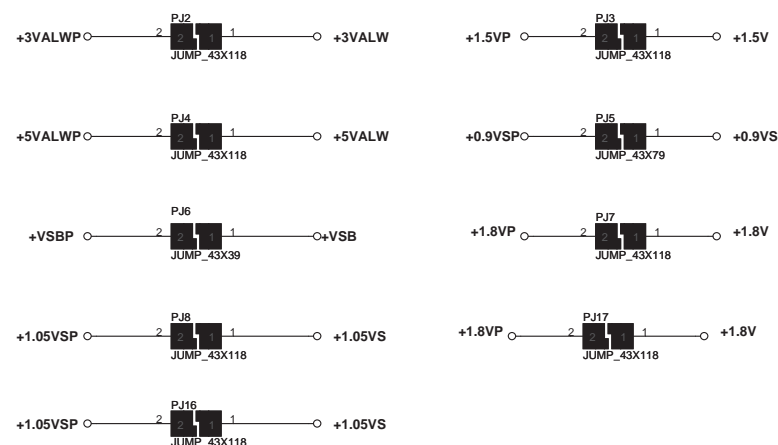 PJ2
+3VALWP 2 2 1 1 +3VALW
JUMP_43X118
PJ3
+1.5VP 2 2 1 1 +1.5V
JUMP_43X118
PJ4
+5VALWP 2 2 1 1 +5VALW
JUMP_43X118
PJ5
+0.9VSP 2 2 1 1 +0.9VS
JUMP_43X79
PJ6
+VSBP 2 2 1 1 +VSB
JUMP_43X39
PJ7
+1.8VP 2 2 1 1 +1.8V
JUMP_43X118
PJ8
+1.05VSP 2 2 1 1 +1.05VS
JUMP_43X118
PJ17
+1.8VP 2 2 1 1 +1.8V
JUMP_43X118
PJ16
+1.05VSP 2 2 1 1 +1.05VS
JUMP_43X118